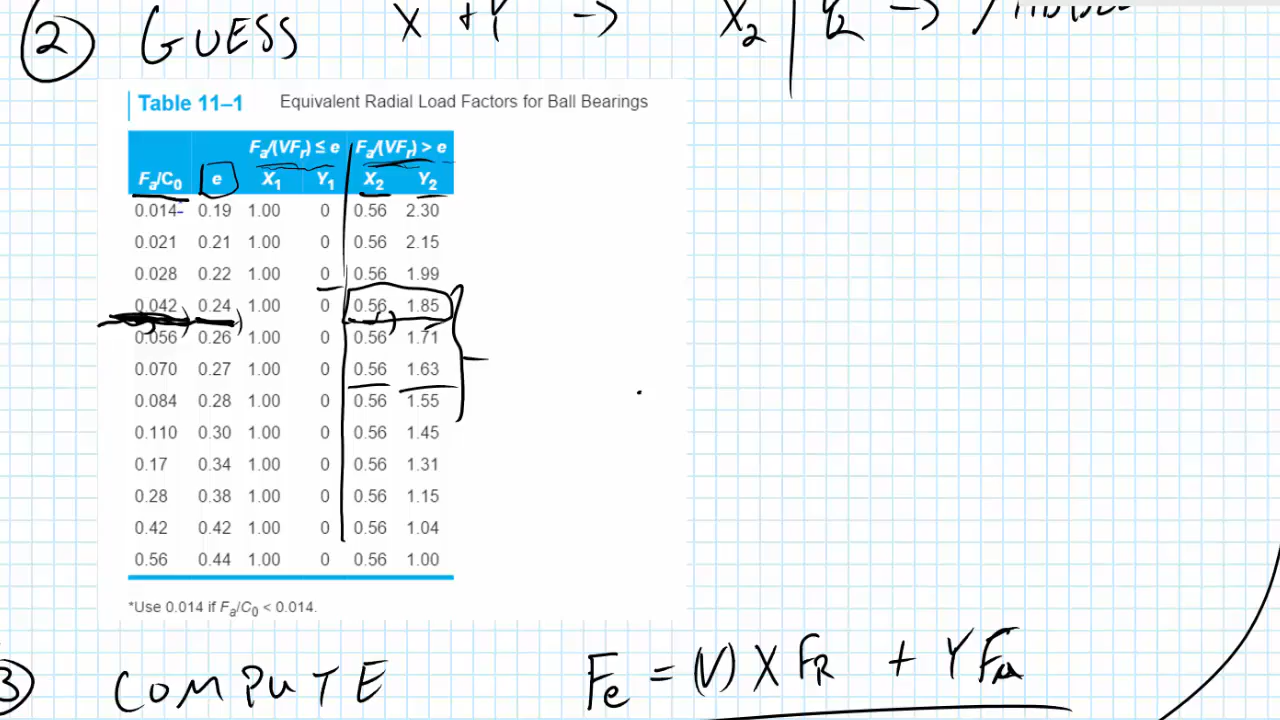 ② GUESS X + Y → X₂ | Y₂ →
Table 11–1 Equivalent Radial Load Factors for Ball Bearings
Fₐ/(VFᵣ) ≤ e Fₐ/(VFᵣ) > e
Fₐ/C₀ e X₁ Y₁ X₂ Y₂
0.014 0.19 1.00 0 0.56 2.30
0.021 0.21 1.00 0 0.56 2.15
0.028 0.22 1.00 0 0.56 1.99
0.042 0.24 1.00 0 0.56 1.85
0.056 0.26 1.00 0 0.56 1.71
0.070 0.27 1.00 0 0.56 1.63
0.084 0.28 1.00 0 0.56 1.55
0.110 0.30 1.00 0 0.56 1.45
0.17 0.34 1.00 0 0.56 1.31
0.28 0.38 1.00 0 0.56 1.15
0.42 0.42 1.00 0 0.56 1.04
0.56 0.44 1.00 0 0.56 1.00
*Use 0.014 if Fₐ/C₀ < 0.014.
③ COMPUTE Fe = (V) X FR + Y Fa